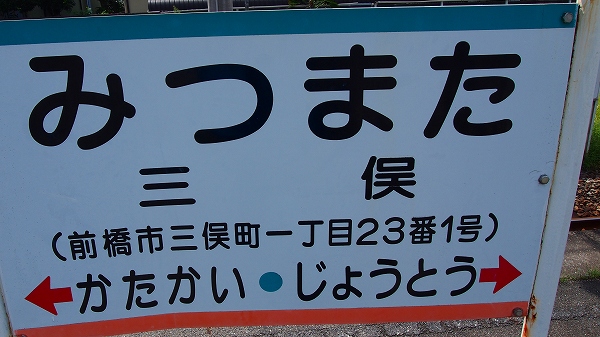 みつまた
三俣
(前橋市三俣町一丁目23番1号)
←かたかい●じょうとう→